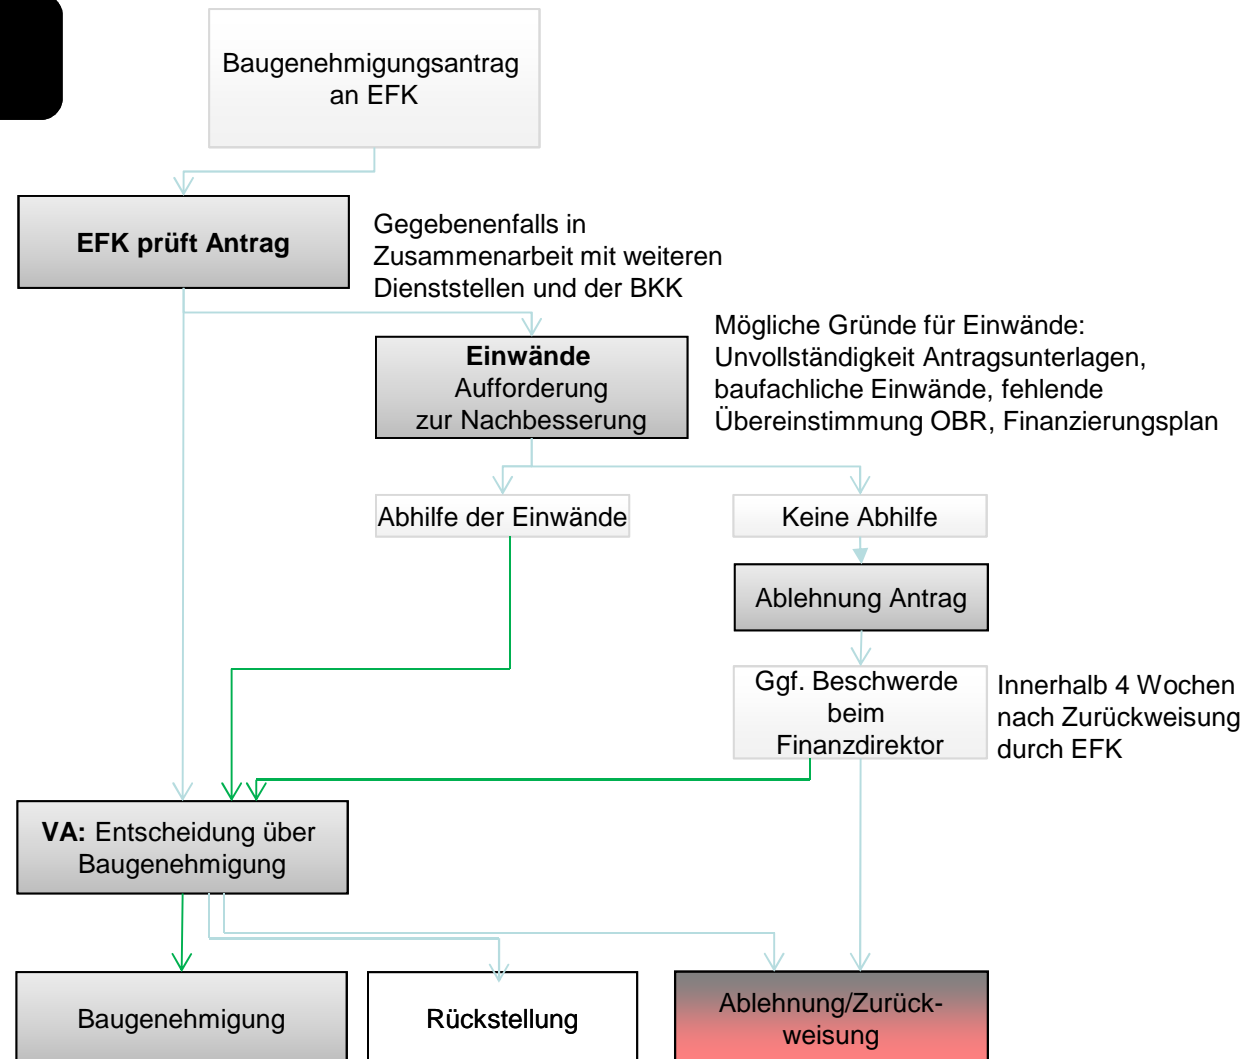 Baugenehmigungsantrag
an EFK
EFK prüft Antrag
Gegebenenfalls in
Zusammenarbeit mit weiteren
Dienststellen und der BKK
Einwände
Aufforderung
zur Nachbesserung
Mögliche Gründe für Einwände:
Unvollständigkeit Antragsunterlagen,
baufachliche Einwände, fehlende
Übereinstimmung OBR, Finanzierungsplan
Abhilfe der Einwände
Keine Abhilfe
Ablehnung Antrag
Ggf. Beschwerde
beim
Finanzdirektor
Innerhalb 4 Wochen
nach Zurückweisung
durch EFK
VA: Entscheidung über
Baugenehmigung
Baugenehmigung
Rückstellung
Ablehnung/Zurück-
weisung